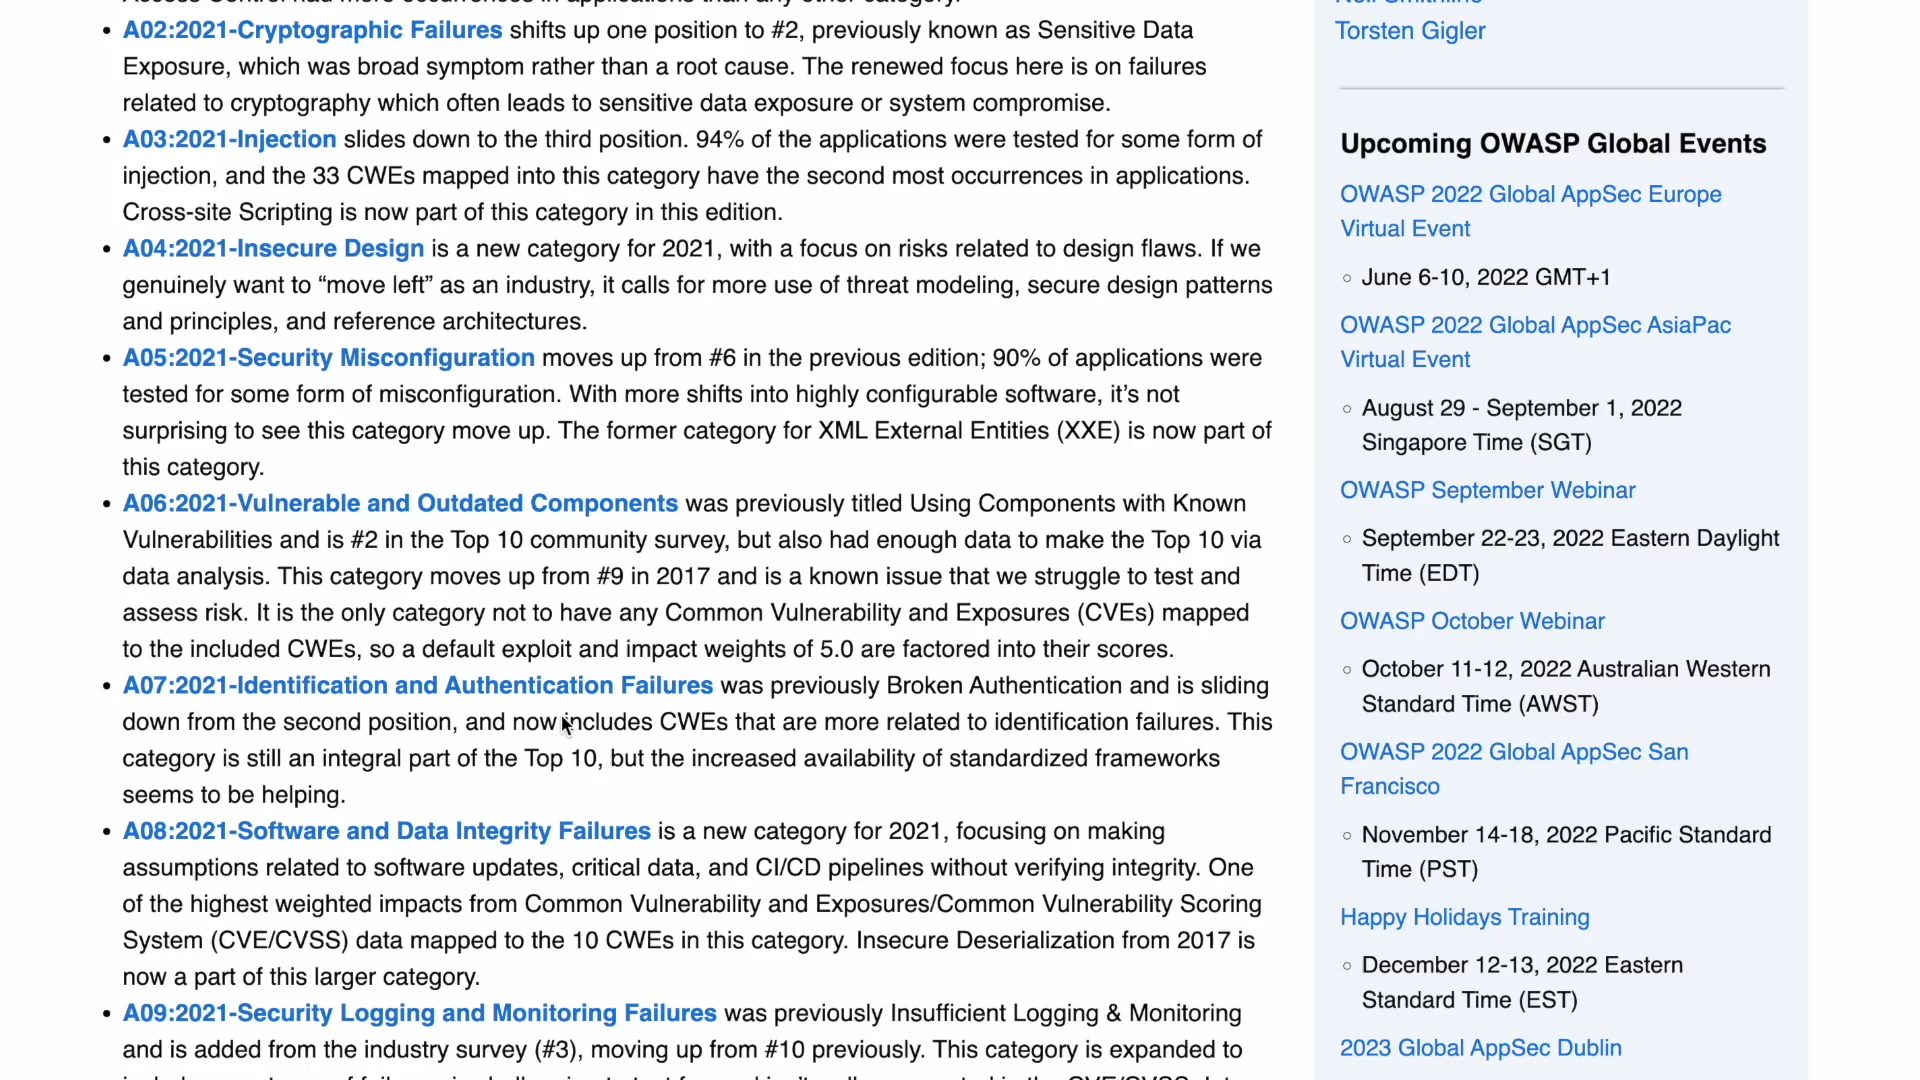 Access Control had more occurrences in applications than any other category.
• A02:2021-Cryptographic Failures shifts up one position to #2, previously known as Sensitive Data
Exposure, which was broad symptom rather than a root cause. The renewed focus here is on failures
related to cryptography which often leads to sensitive data exposure or system compromise.
• A03:2021-Injection slides down to the third position. 94% of the applications were tested for some form of
injection, and the 33 CWEs mapped into this category have the second most occurrences in applications.
Cross-site Scripting is now part of this category in this edition.
• A04:2021-Insecure Design is a new category for 2021, with a focus on risks related to design flaws. If we
genuinely want to “move left” as an industry, it calls for more use of threat modeling, secure design patterns
and principles, and reference architectures.
• A05:2021-Security Misconfiguration moves up from #6 in the previous edition; 90% of applications were
tested for some form of misconfiguration. With more shifts into highly configurable software, it’s not
surprising to see this category move up. The former category for XML External Entities (XXE) is now part of
this category.
• A06:2021-Vulnerable and Outdated Components was previously titled Using Components with Known
Vulnerabilities and is #2 in the Top 10 community survey, but also had enough data to make the Top 10 via
data analysis. This category moves up from #9 in 2017 and is a known issue that we struggle to test and
assess risk. It is the only category not to have any Common Vulnerability and Exposures (CVEs) mapped
to the included CWEs, so a default exploit and impact weights of 5.0 are factored into their scores.
• A07:2021-Identification and Authentication Failures was previously Broken Authentication and is sliding
down from the second position, and now includes CWEs that are more related to identification failures. This
category is still an integral part of the Top 10, but the increased availability of standardized frameworks
seems to be helping.
• A08:2021-Software and Data Integrity Failures is a new category for 2021, focusing on making
assumptions related to software updates, critical data, and CI/CD pipelines without verifying integrity. One
of the highest weighted impacts from Common Vulnerability and Exposures/Common Vulnerability Scoring
System (CVE/CVSS) data mapped to the 10 CWEs in this category. Insecure Deserialization from 2017 is
now a part of this larger category.
• A09:2021-Security Logging and Monitoring Failures was previously Insufficient Logging & Monitoring
and is added from the industry survey (#3), moving up from #10 previously. This category is expanded to
Neil Smithline
Torsten Gigler
Upcoming OWASP Global Events
OWASP 2022 Global AppSec Europe
Virtual Event
◦ June 6-10, 2022 GMT+1
OWASP 2022 Global AppSec AsiaPac
Virtual Event
◦ August 29 - September 1, 2022
Singapore Time (SGT)
OWASP September Webinar
◦ September 22-23, 2022 Eastern Daylight
Time (EDT)
OWASP October Webinar
◦ October 11-12, 2022 Australian Western
Standard Time (AWST)
OWASP 2022 Global AppSec San
Francisco
◦ November 14-18, 2022 Pacific Standard
Time (PST)
Happy Holidays Training
◦ December 12-13, 2022 Eastern
Standard Time (EST)
2023 Global AppSec Dublin